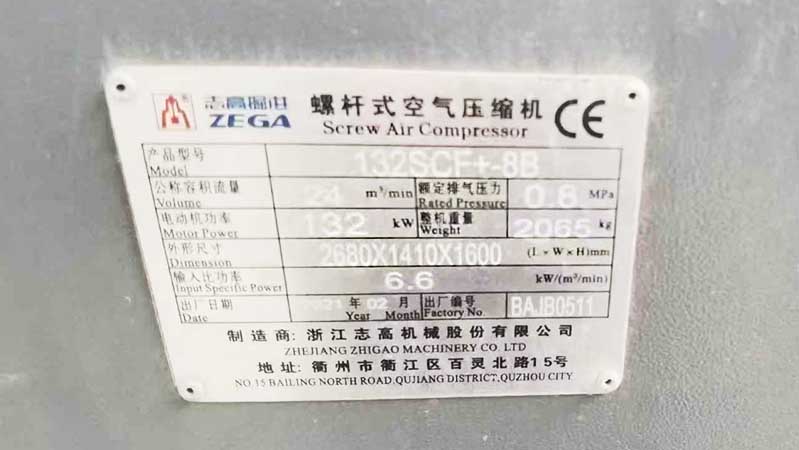 志高掘进 螺杆式空气压缩机 CE
ZEGA Screw Air Compressor
产品型号 132SCF+-8B
Model
公称容积流量 24 m³/min 额定排气压力 0.8 MPa
Volume Rated Pressure
电动机功率 132 kW 整机重量 2065 kg
Motor Power Weight
外形尺寸 2680X1410X1600 (L×W×H)mm
Dimension
输入比功率 6.6 kW/(m³/min)
Input Specific Power
出厂日期 2021 年 02 月 出厂编号 BAJB0511
Date Year Month Factory No
制造商:浙江志高机械股份有限公司
ZHEJIANG ZHIGAO MACHINERY CO. LTD
地址:衢州市衢江区百灵北路15号
NO.15 BAILING NORTH ROAD,QUJIANG DISTRICT,QUZHOU CITY